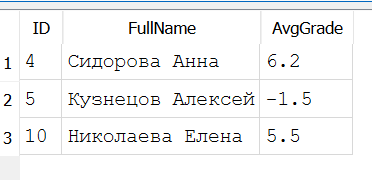 ID FullName AvgGrade
1 4 Сидорова Анна 6.2
2 5 Кузнецов Алексей -1.5
3 10 Николаева Елена 5.5